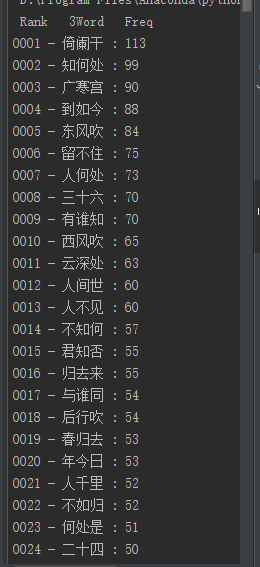 D:\Program Files\Anaconda\python
Rank 3Word Freq
0001 - 倚阑干 : 113
0002 - 知何处 : 99
0003 - 广寒宫 : 90
0004 - 到如今 : 88
0005 - 东风吹 : 84
0006 - 留不住 : 75
0007 - 人何处 : 73
0008 - 三十六 : 70
0009 - 有谁知 : 70
0010 - 西风吹 : 65
0011 - 云深处 : 63
0012 - 人间世 : 60
0013 - 人不见 : 60
0014 - 不知何 : 57
0015 - 君知否 : 55
0016 - 归去来 : 55
0017 - 与谁同 : 54
0018 - 后行吹 : 54
0019 - 春归去 : 53
0020 - 年今日 : 53
0021 - 人千里 : 52
0022 - 不如归 : 52
0023 - 何处是 : 51
0024 - 二十四 : 50